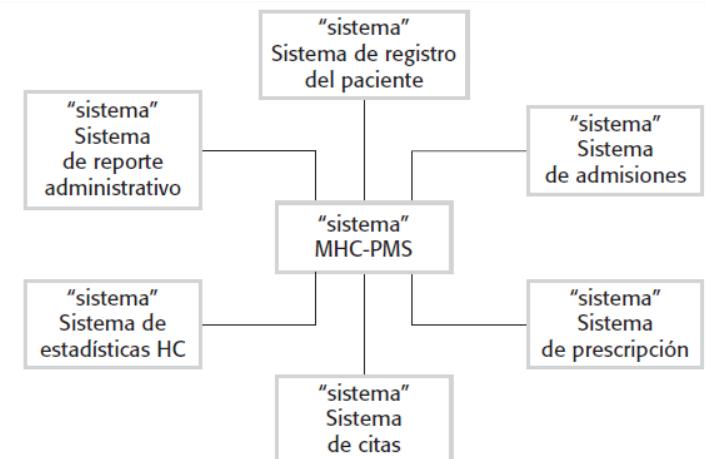 “sistema”
Sistema de registro
del paciente
“sistema”
Sistema
de reporte
administrativo
“sistema”
Sistema
de admisiones
“sistema”
MHC-PMS
“sistema”
Sistema de
estadísticas HC
“sistema”
Sistema
de prescripción
“sistema”
Sistema
de citas